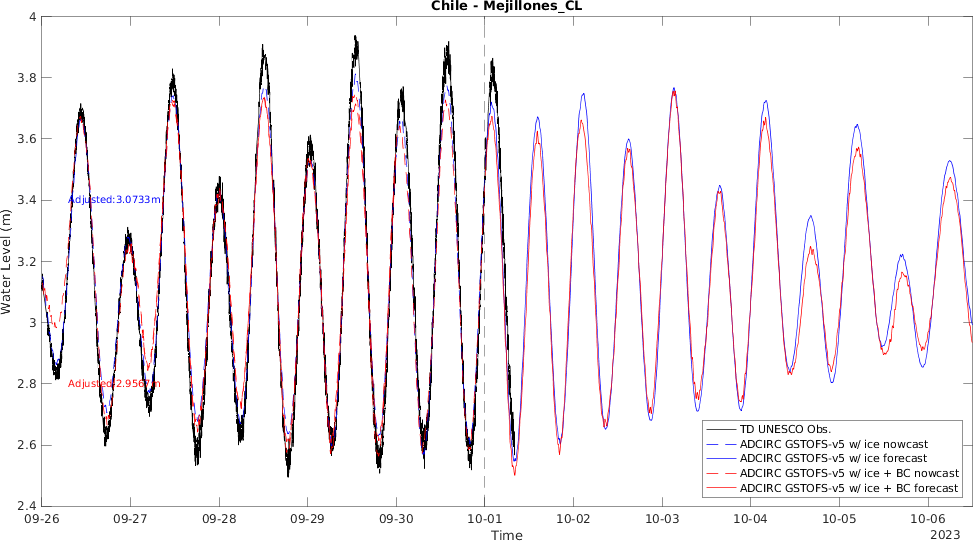 Chile - Mejillones_CL
4
3.8
3.6
3.4
3.2
3
2.8
2.6
2.4
Water Level (m)
Adjusted:3.0733m
Adjusted:2.9567m
TD UNESCO Obs.
ADCIRC GSTOFS-v5 w/ ice nowcast
ADCIRC GSTOFS-v5 w/ ice forecast
ADCIRC GSTOFS-v5 w/ ice + BC nowcast
ADCIRC GSTOFS-v5 w/ ice + BC forecast
09-26 09-27 09-28 09-29 09-30 10-01 10-02 10-03 10-04 10-05 10-06
Time
2023